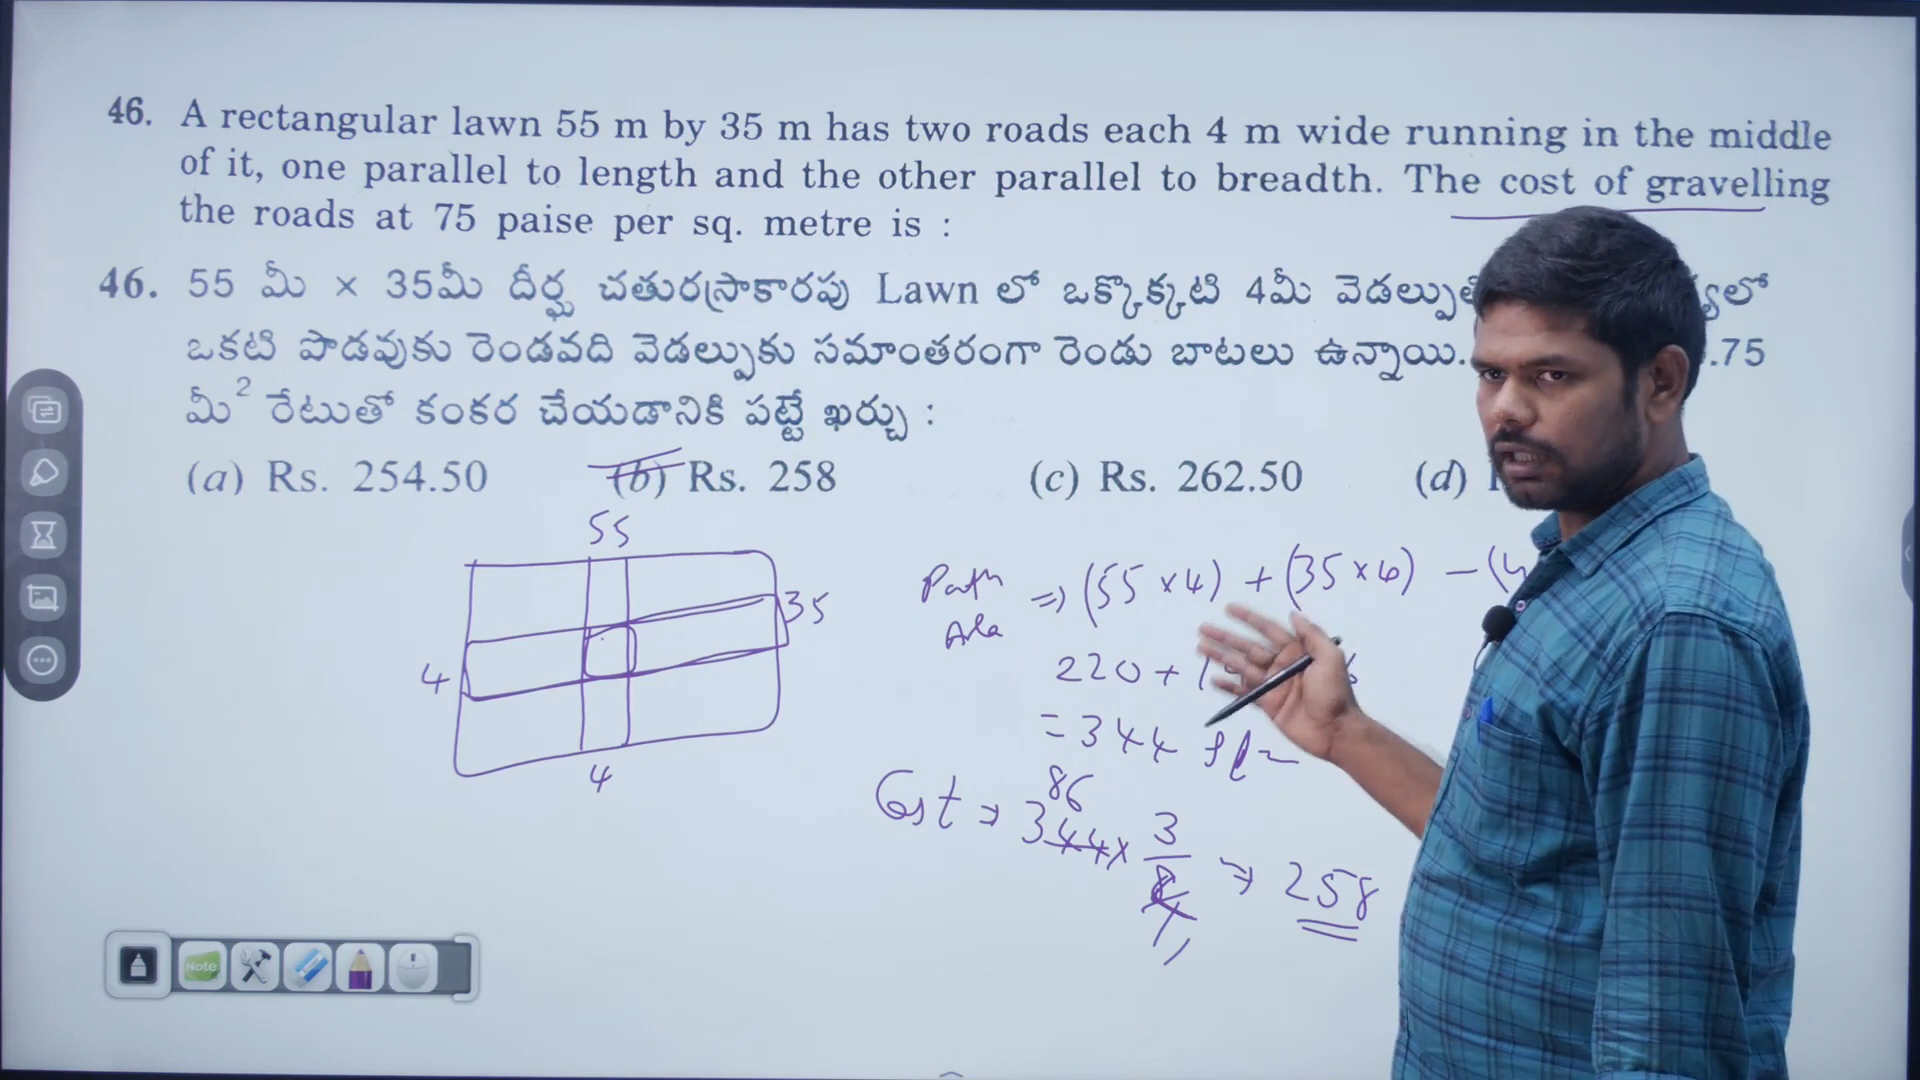 46. A rectangular lawn 55 m by 35 m has two roads each 4 m wide running in the middle
of it, one parallel to length and the other parallel to breadth. The cost of gravelling
the roads at 75 paise per sq. metre is :
46. 55 మీ × 35మీ దీర్ఘ చతురస్రాకారపు Lawn లో ఒక్కొక్కటి 4మీ
ఒకటి పొడవుకు రెండవది వెడల్పుకు సమాంతరంగా రెండు బాటలు ఉన్నాయి. .75
మీ² రేటుతో కంకర చేయడానికి పట్టే ఖర్చు :
(a) Rs. 254.50 (b) Rs. 258 (c) Rs. 262.50 (d)
55
35
4
4
Path Area => (55 × 4) + (35 × 4) - (4
220 + 1
= 344
Cost => 344 × 3/4 => 258
86
Note